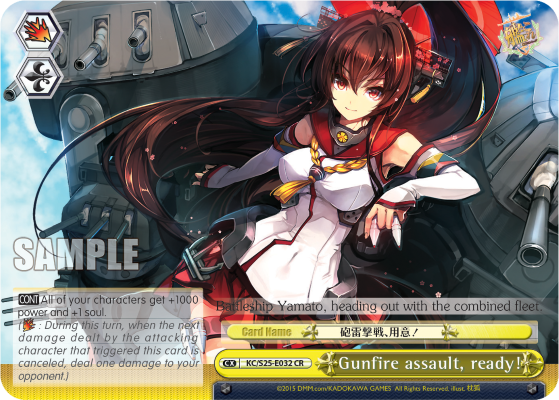 SAMPLE
CONT All of your characters get +1000
power and +1 soul.
( : During this turn, when the next
damage dealt by the attacking
character that triggered this card is
canceled, deal one damage to your
opponent.)
Battleship Yamato, heading out with the combined fleet
Card Name
砲雷撃戦、用意！
CX
KC/S25-E032 CR
Gunfire assault, ready!
©2015 DMM.com/KADOKAWA GAMES All Rights Reserved. illust. 枕狐